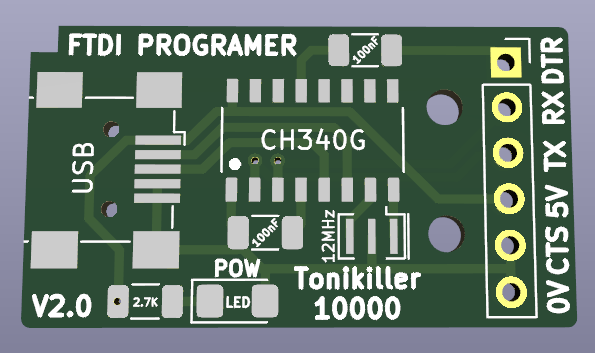 FTDI PROGRAMER
100nF
DTR
RX
TX
5V
CTS
0V
CH340G
USB
100nF
12MHz
POW
Tonikiller
10000
V2.0
2.7K
LED